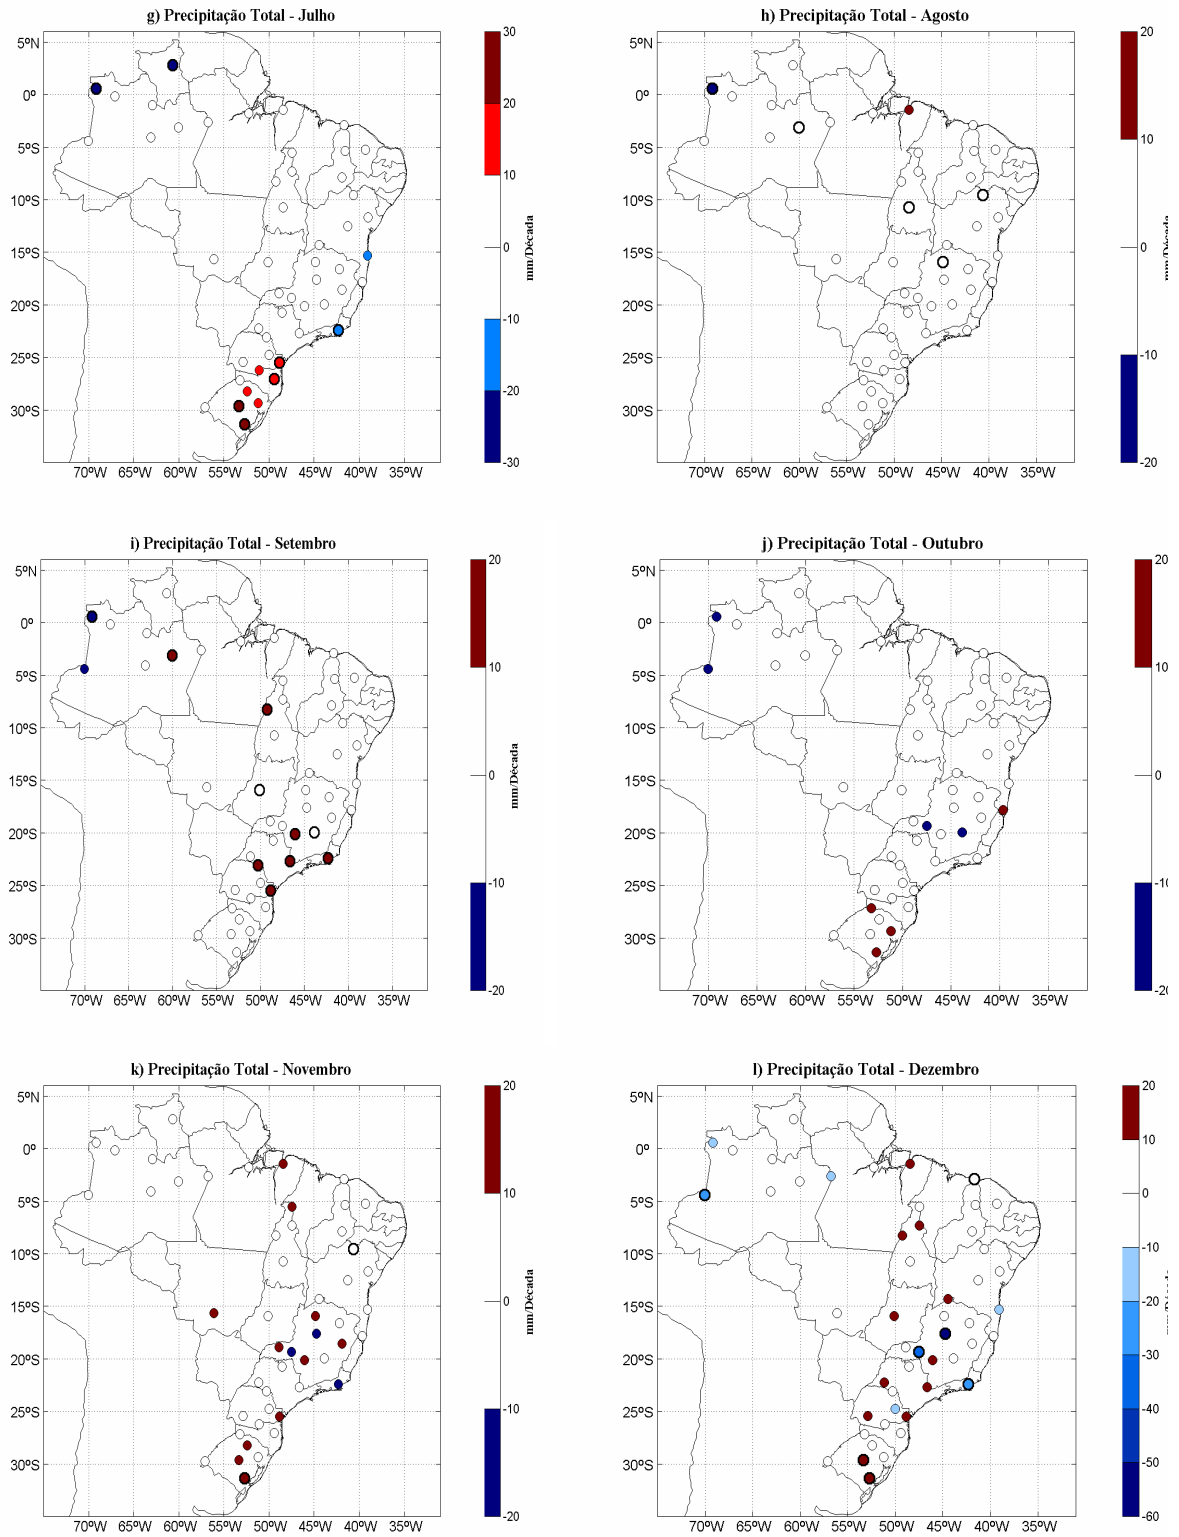 g) Precipitação Total - Julho
5ºN
0º
5ºS
10ºS
15ºS
20ºS
25ºS
30ºS
70ºW 65ºW 60ºW 55ºW 50ºW 45ºW 40ºW 35ºW
30
20
10
0
-10
-20
-30
mm/Década
h) Precipitação Total - Agosto
5ºN
0º
5ºS
10ºS
15ºS
20ºS
25ºS
30ºS
70ºW 65ºW 60ºW 55ºW 50ºW 45ºW 40ºW 35ºW
20
10
0
-10
-20
mm/Década
i) Precipitação Total - Setembro
5ºN
0º
5ºS
10ºS
15ºS
20ºS
25ºS
30ºS
70ºW 65ºW 60ºW 55ºW 50ºW 45ºW 40ºW 35ºW
20
10
0
-10
-20
mm/Década
j) Precipitação Total - Outubro
5ºN
0º
5ºS
10ºS
15ºS
20ºS
25ºS
30ºS
70ºW 65ºW 60ºW 55ºW 50ºW 45ºW 40ºW 35ºW
20
10
0
-10
-20
k) Precipitação Total - Novembro
5ºN
0º
5ºS
10ºS
15ºS
20ºS
25ºS
30ºS
70ºW 65ºW 60ºW 55ºW 50ºW 45ºW 40ºW 35ºW
20
10
0
-10
-20
mm/Década
l) Precipitação Total - Dezembro
5ºN
0º
5ºS
10ºS
15ºS
20ºS
25ºS
30ºS
70ºW 65ºW 60ºW 55ºW 50ºW 45ºW 40ºW 35ºW
20
10
0
-10
-20
-30
-40
-50
-60
mm/Década